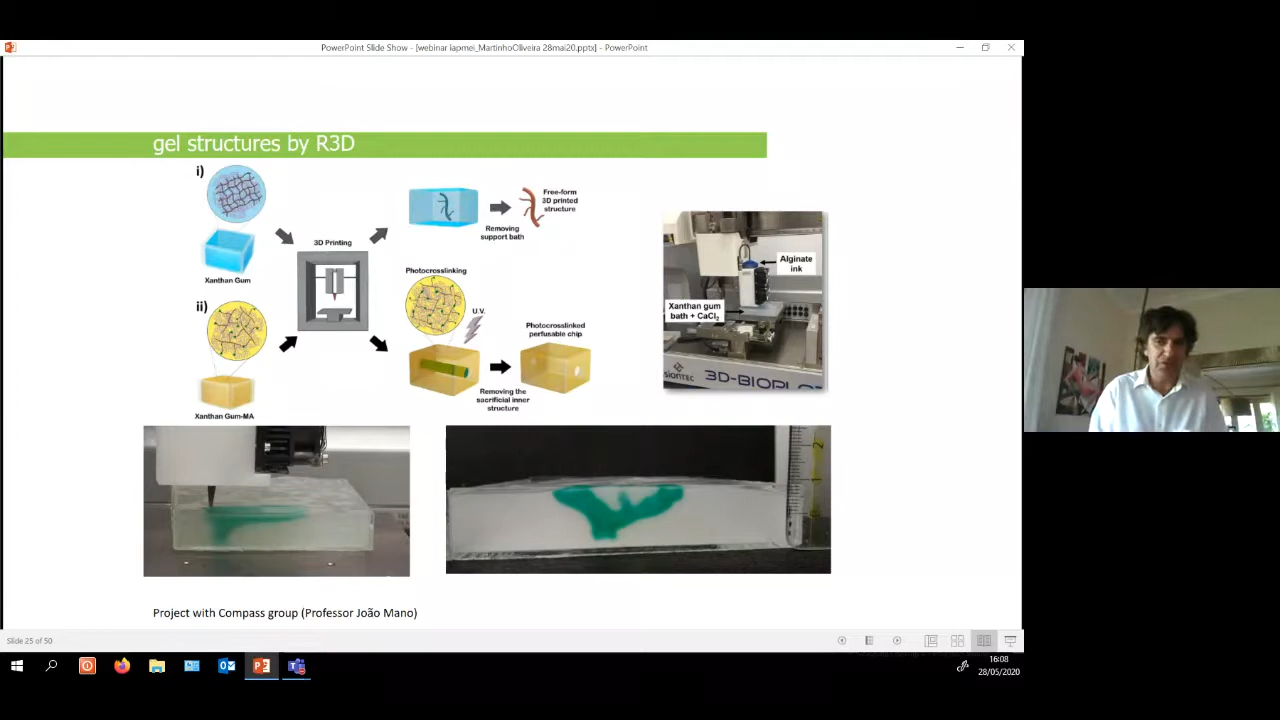 PowerPoint Slide Show - [webinar iapmei_MartinhoOliveira 28mai20.pptx] - PowerPoint
gel structures by R3D
i)
Xanthan Gum
ii)
Xanthan Gum-MA
3D Printing
Removing
support bath
Free-form
3D printed
structure
Photocrosslinking
U.V.
Removing the
sacrificial inner
structure
Photocrosslinked
perfusable chip
Alginate
ink
Xanthan gum
bath + CaCl₂
3D-BIOPLO
2
1
Project with Compass group (Professor João Mano)
Slide 25 of 50
16:08
28/05/2020